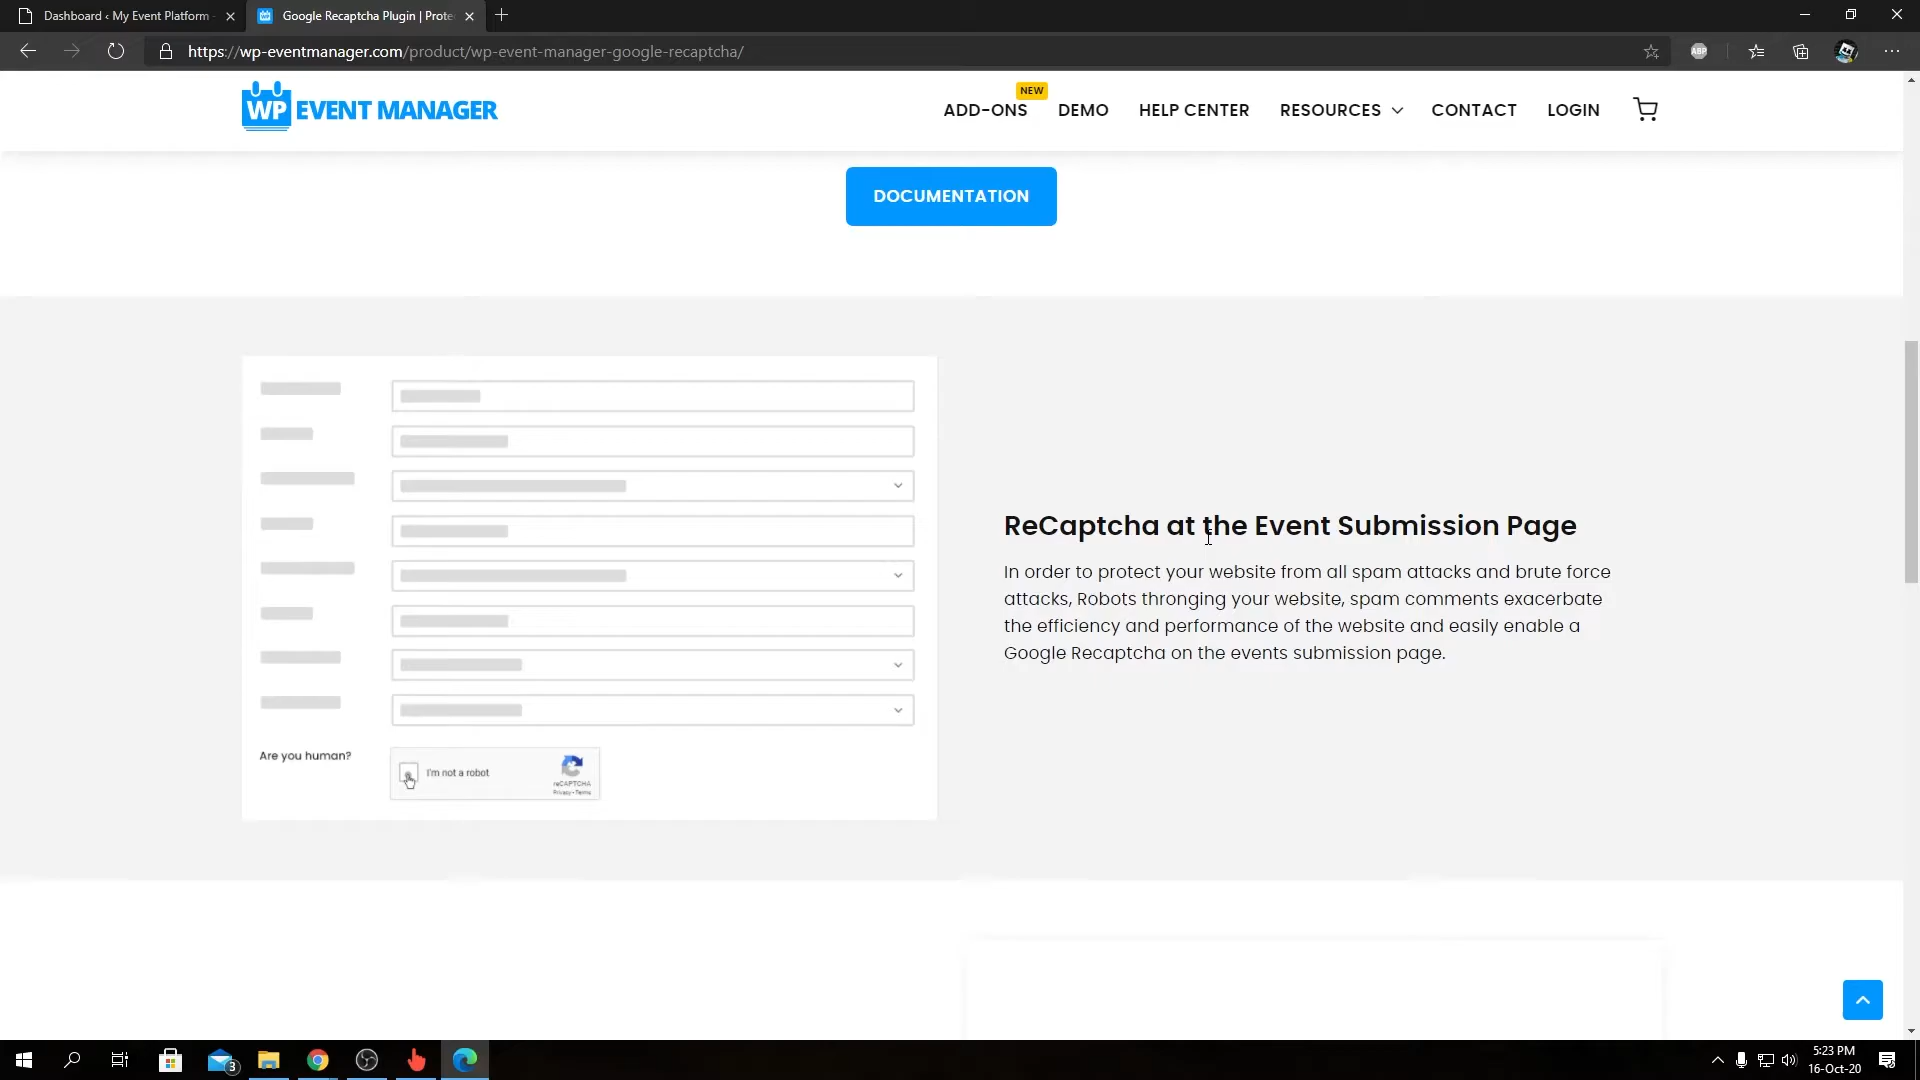 Dashboard ‹ My Event Platform
Google Recaptcha Plugin | Prote
https://wp-eventmanager.com/product/wp-event-manager-google-recaptcha/
ABP
WP EVENT MANAGER
NEW
ADD-ONS
DEMO
HELP CENTER
RESOURCES
CONTACT
LOGIN
DOCUMENTATION
ReCaptcha at the Event Submission Page
In order to protect your website from all spam attacks and brute force
attacks, Robots thronging your website, spam comments exacerbate
the efficiency and performance of the website and easily enable a
Google Recaptcha on the events submission page.
Are you human?
I'm not a robot
reCAPTCHA
Privacy - Terms
3
5:23 PM
16-Oct-20